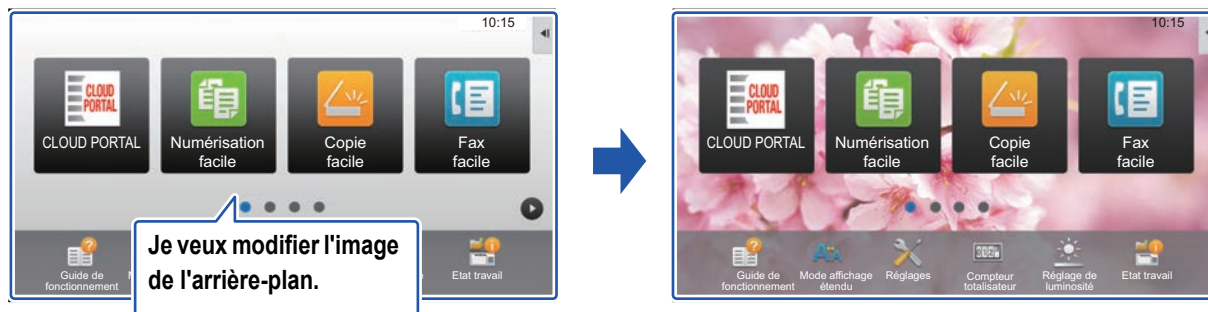 10:15
CLOUD
PORTAL
CLOUD PORTAL
Numérisation
facile
Copie
facile
Fax
facile
Je veux modifier l'image
de l'arrière-plan.
Guide de
fonctionnement
Etat travail
10:15
CLOUD
PORTAL
CLOUD PORTAL
Numérisation
facile
Copie
facile
Fax
facile
Guide de
fonctionnement
Mode affichage
étendu
Réglages
Compteur
totalisateur
Réglage de
luminosité
Etat travail